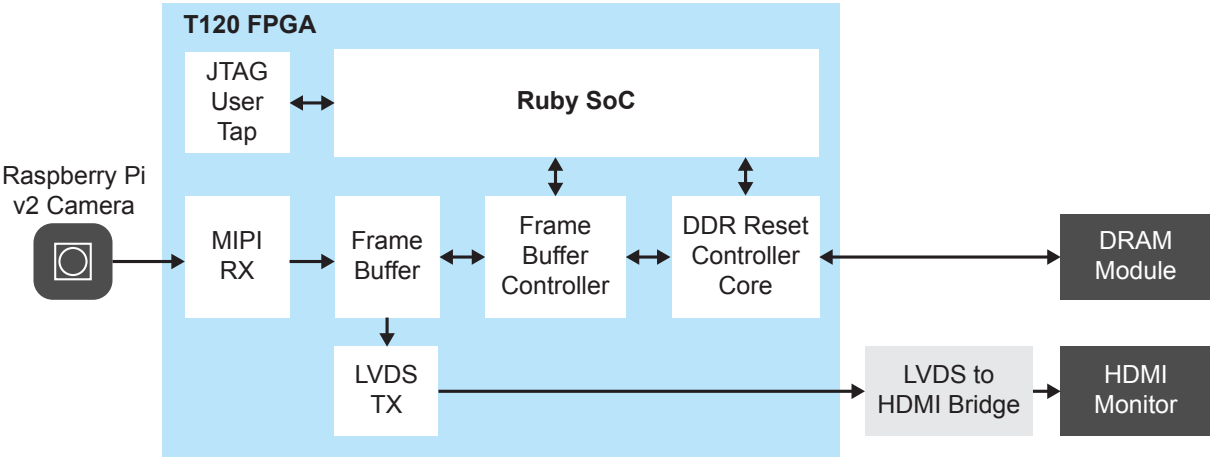 T120 FPGA
JTAG
User
Tap
Ruby SoC
Raspberry Pi
v2 Camera
MIPI
RX
Frame
Buffer
Frame
Buffer
Controller
DDR Reset
Controller
Core
DRAM
Module
LVDS
TX
LVDS to
HDMI Bridge
HDMI
Monitor